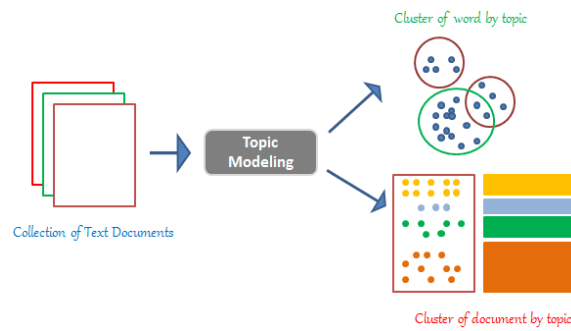 Cluster of word by topic
Topic
Modeling
Collection of Text Documents
Cluster of document by topic